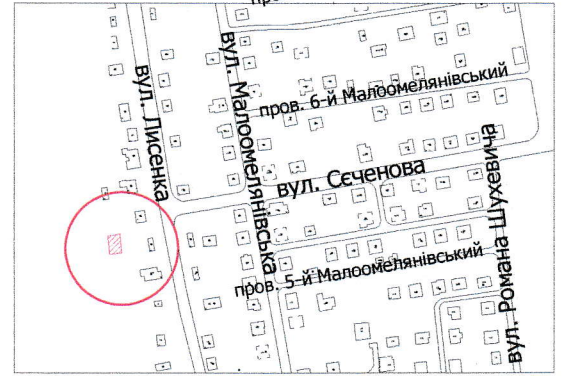 вул. Лисенка
вул. Малоомелянівська
пров. 6-й Малоомелянівський
вул. Сєченова
пров. 5-й Малоомелянівський
вул. Романа Шухевича